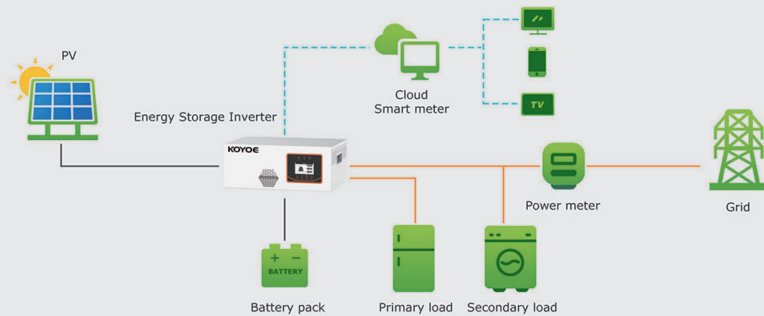 PV
Cloud
Smart meter
TV
Energy Storage Inverter
KOYOE
Power meter
Grid
BATTERY
Battery pack
Primary load
Secondary load